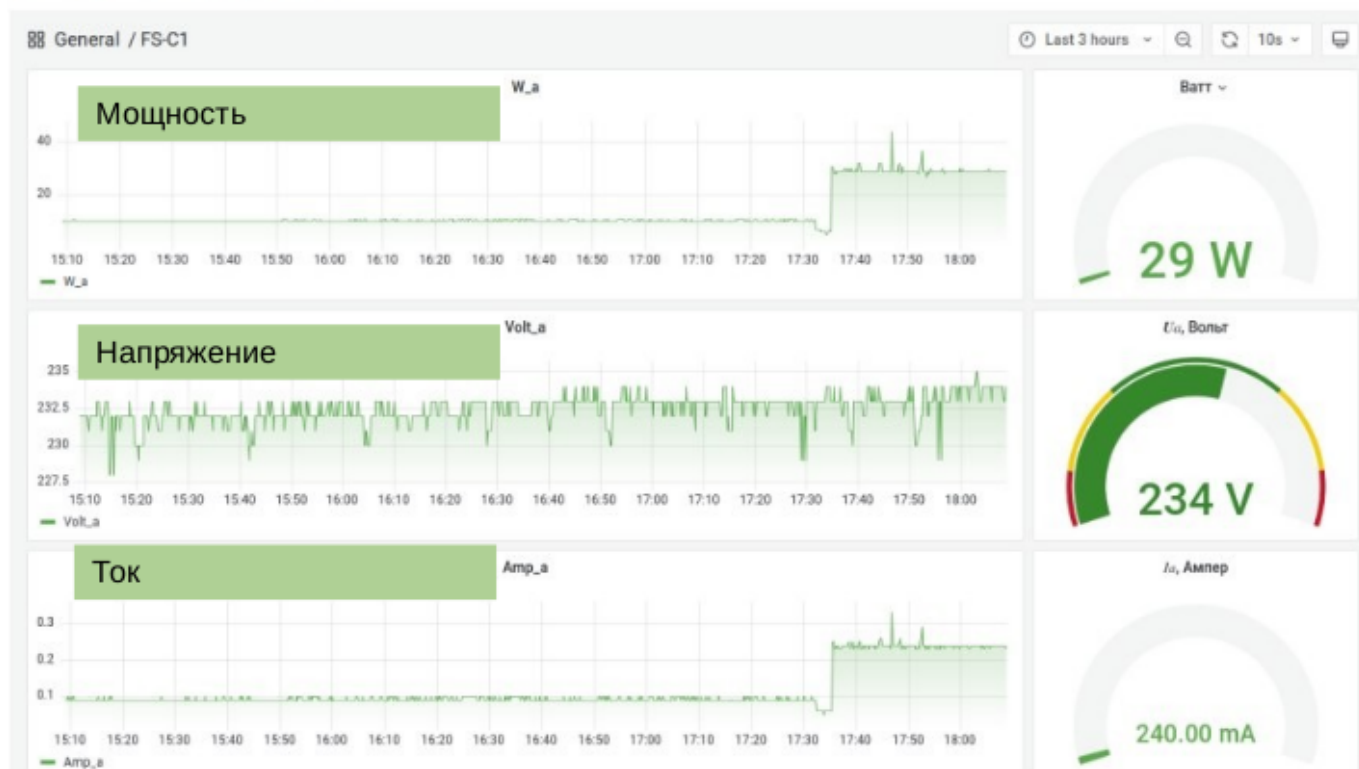 General / FS-C1
Last 3 hours
10s
W_a
Мощность
40
20
15:10 15:20 15:30 15:40 15:50 16:00 16:10 16:20 16:30 16:40 16:50 17:00 17:10 17:20 17:30 17:40 17:50 18:00
W_a
Ватт
29 W
Volt_a
Напряжение
235
232.5
230
227.5
15:10 15:20 15:30 15:40 15:50 16:00 16:10 16:20 16:30 16:40 16:50 17:00 17:10 17:20 17:30 17:40 17:50 18:00
Volt_a
Ua, Вольт
234 V
Amp_a
Ток
0.3
0.2
0.1
15:10 15:20 15:30 15:40 15:50 16:00 16:10 16:20 16:30 16:40 16:50 17:00 17:10 17:20 17:30 17:40 17:50 18:00
Amp_a
Ia, Ампер
240.00 mA